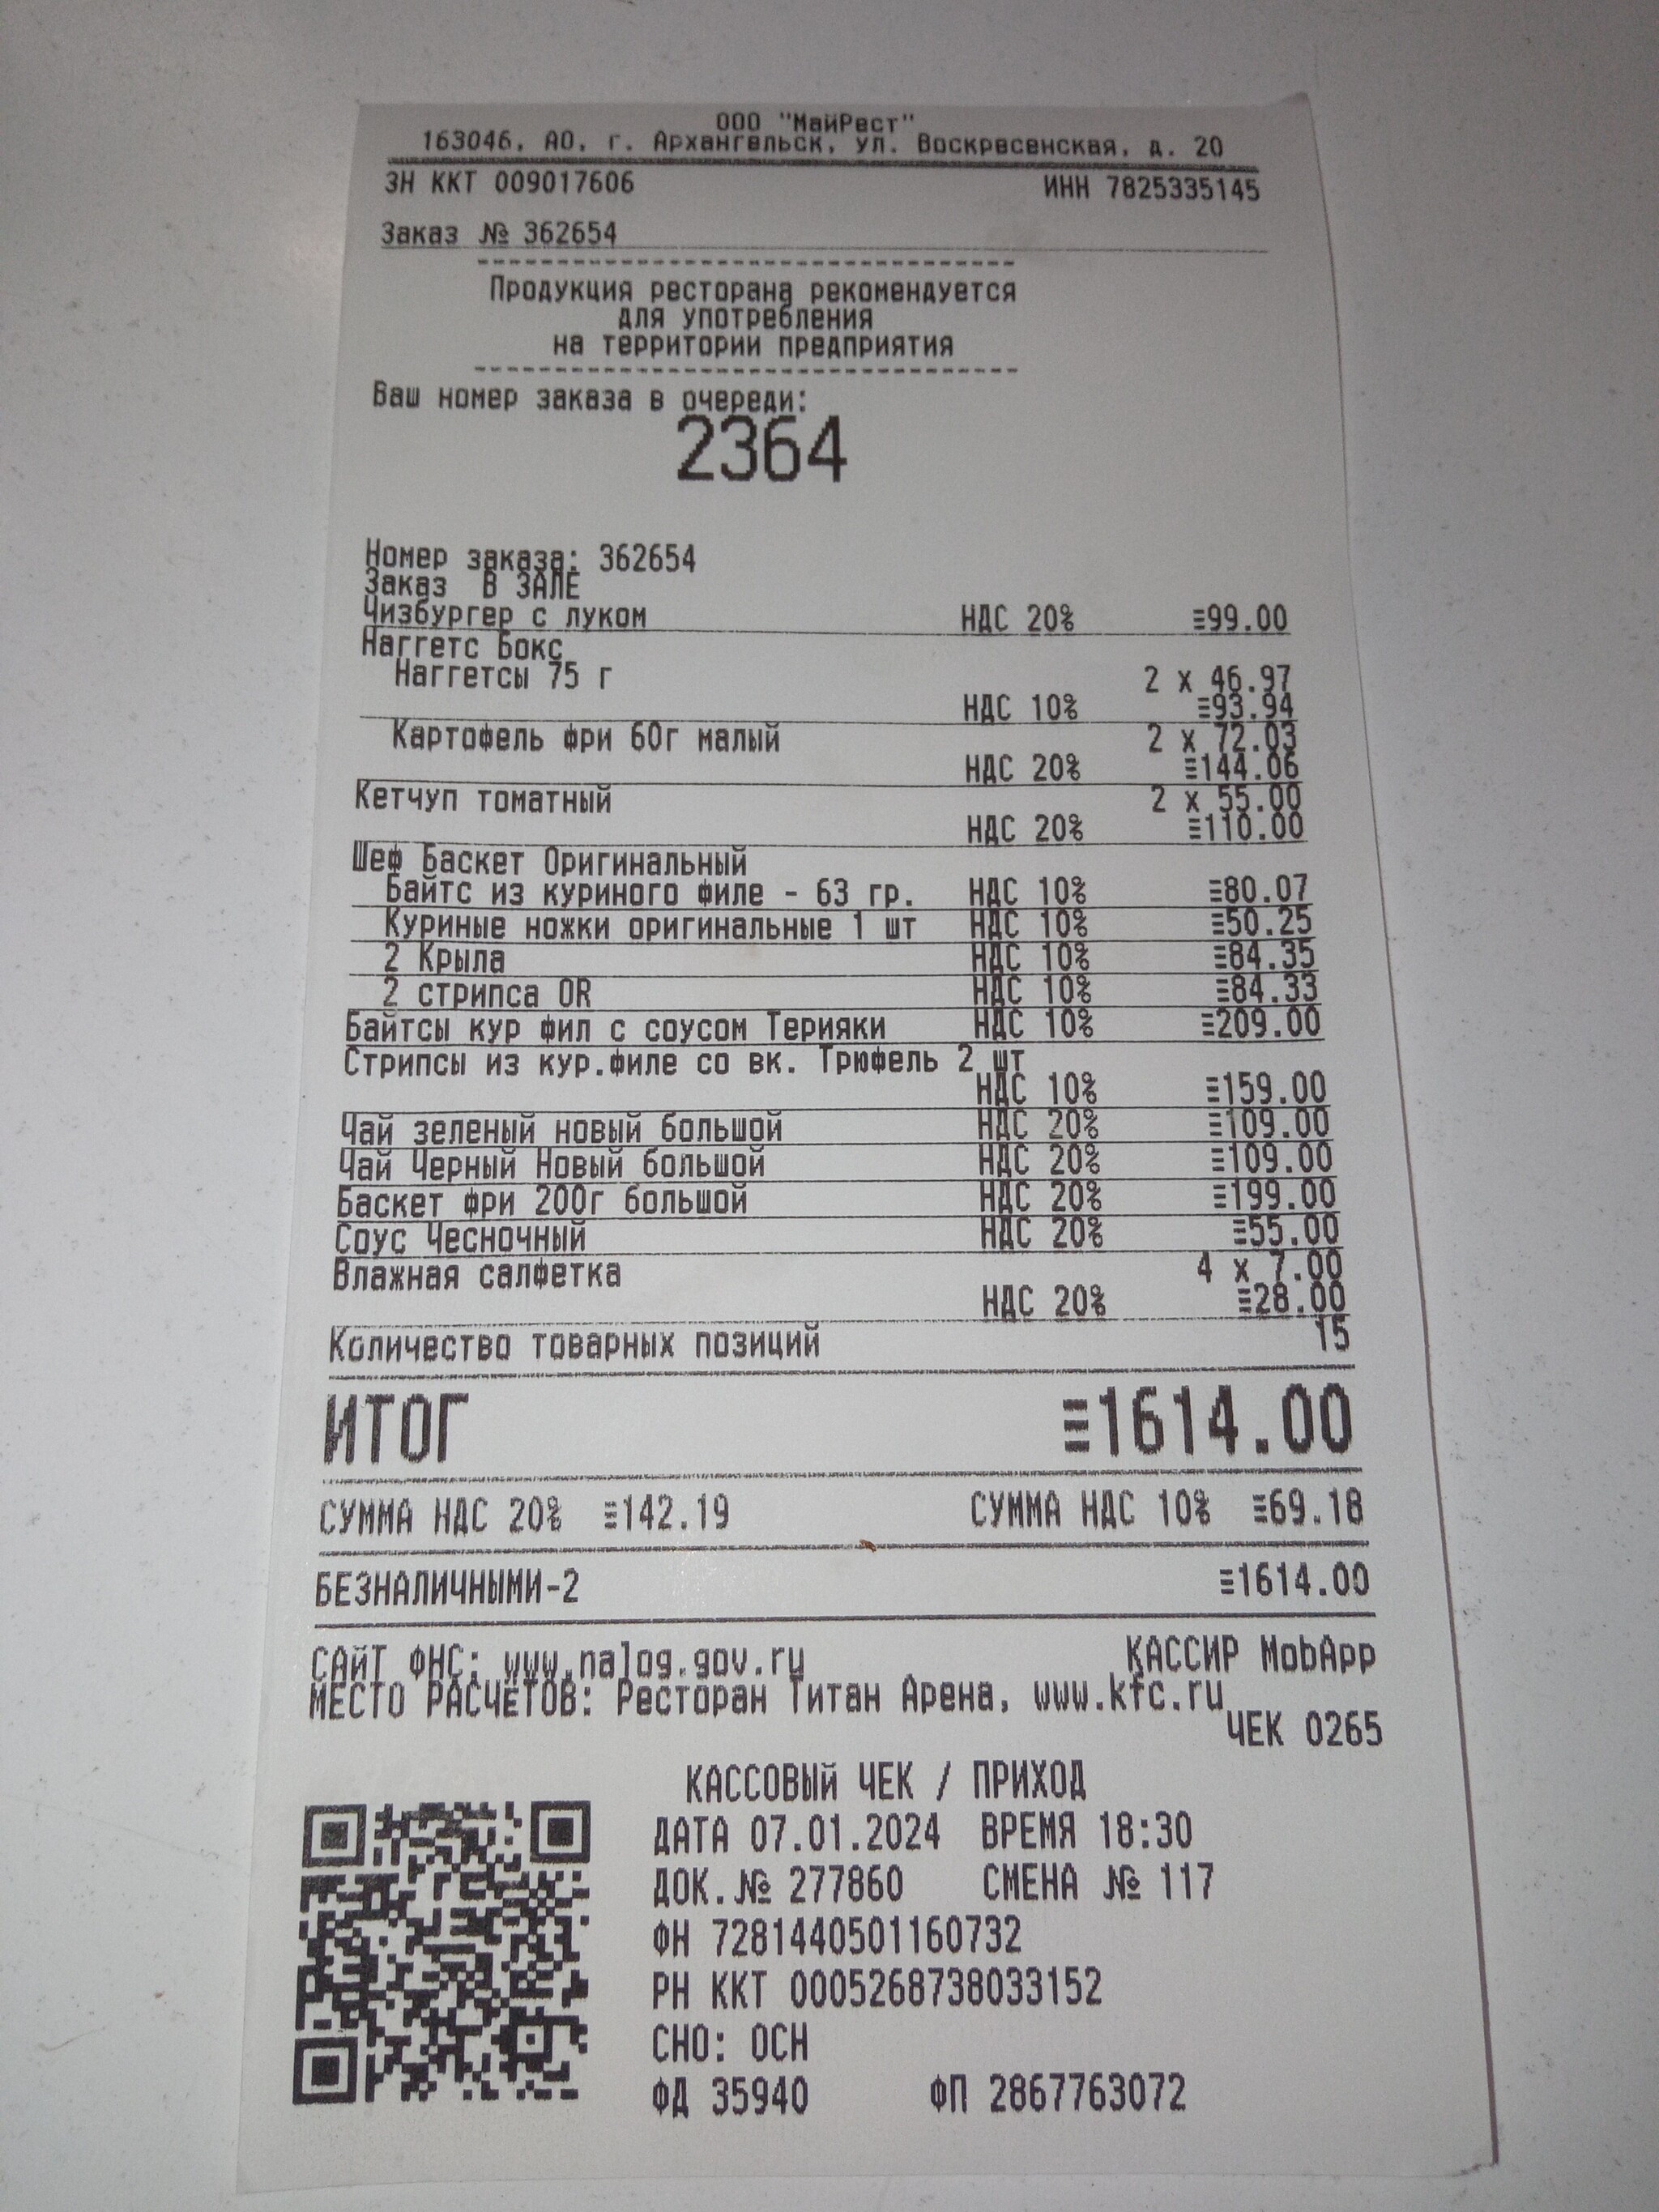 ООО "МайРест"
163046, АО, г. Архангельск, ул. Воскресенская, д. 20
ЗН ККТ 009017606 ИНН 7825335145
Заказ № 362654
--------------------------------
Продукция ресторана рекомендуется
для употребления
на территории предприятия
--------------------------------
Ваш номер заказа в очереди:
2364
Номер заказа: 362654
Заказ В ЗАЛЕ
Чизбургер с луком НДС 20% ≡99.00
Наггетс Бокс
Наггетсы 75 г 2 x 46.97
НДС 10% ≡93.94
Картофель фри 60г малый 2 x 72.03
НДС 20% ≡144.06
Кетчуп томатный 2 x 55.00
НДС 20% ≡110.00
Шеф Баскет Оригинальный
Байтс из куриного филе - 63 гр. НДС 10% ≡80.07
Куриные ножки оригинальные 1 шт НДС 10% ≡50.25
2 Крыла НДС 10% ≡84.35
2 стрипса OR НДС 10% ≡84.33
Байтсы кур фил с соусом Терияки НДС 10% ≡209.00
Стрипсы из кур.филе со вк. Трюфель 2 шт
НДС 10% ≡159.00
Чай зеленый новый большой НДС 20% ≡109.00
Чай Черный Новый большой НДС 20% ≡109.00
Баскет фри 200г большой НДС 20% ≡199.00
Соус Чесночный НДС 20% ≡55.00
Влажная салфетка 4 x 7.00
НДС 20% ≡28.00
Количество товарных позиций 15
ИТОГ ≡1614.00
СУММА НДС 20% ≡142.19 СУММА НДС 10% ≡69.18
БЕЗНАЛИЧНЫМИ-2 ≡1614.00
САЙТ ФНС: www.nalog.gov.ru КАССИР MobApp
МЕСТО РАСЧЁТОВ: Ресторан Титан Арена, www.kfc.ru
ЧЕК 0265
КАССОВЫЙ ЧЕК / ПРИХОД
ДАТА 07.01.2024 ВРЕМЯ 18:30
ДОК.№ 277860 СМЕНА № 117
ФН 7281440501160732
РН ККТ 0005268738033152
СНО: ОСН
ФД 35940 ФП 2867763072